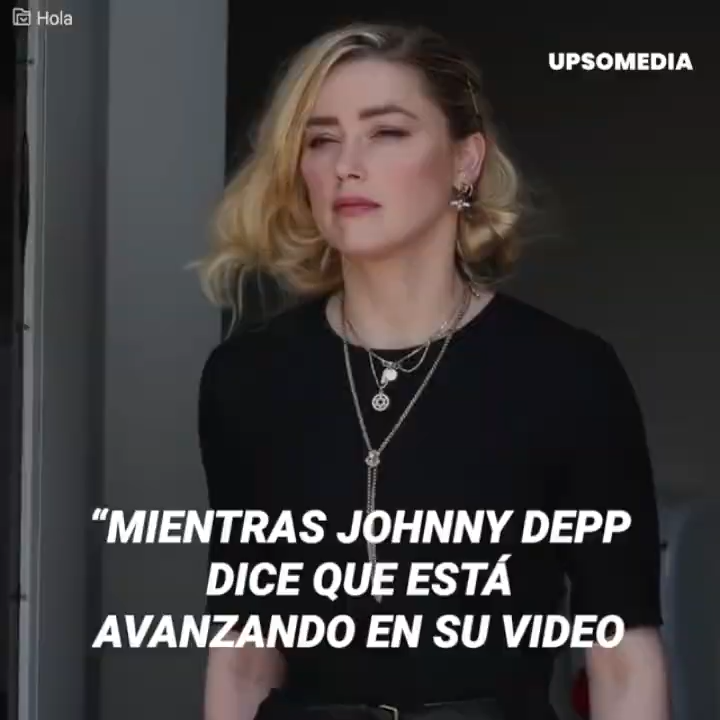 Hola
UPSOMEDIA
“MIENTRAS JOHNNY DEPP
DICE QUE ESTÁ
AVANZANDO EN SU VIDEO